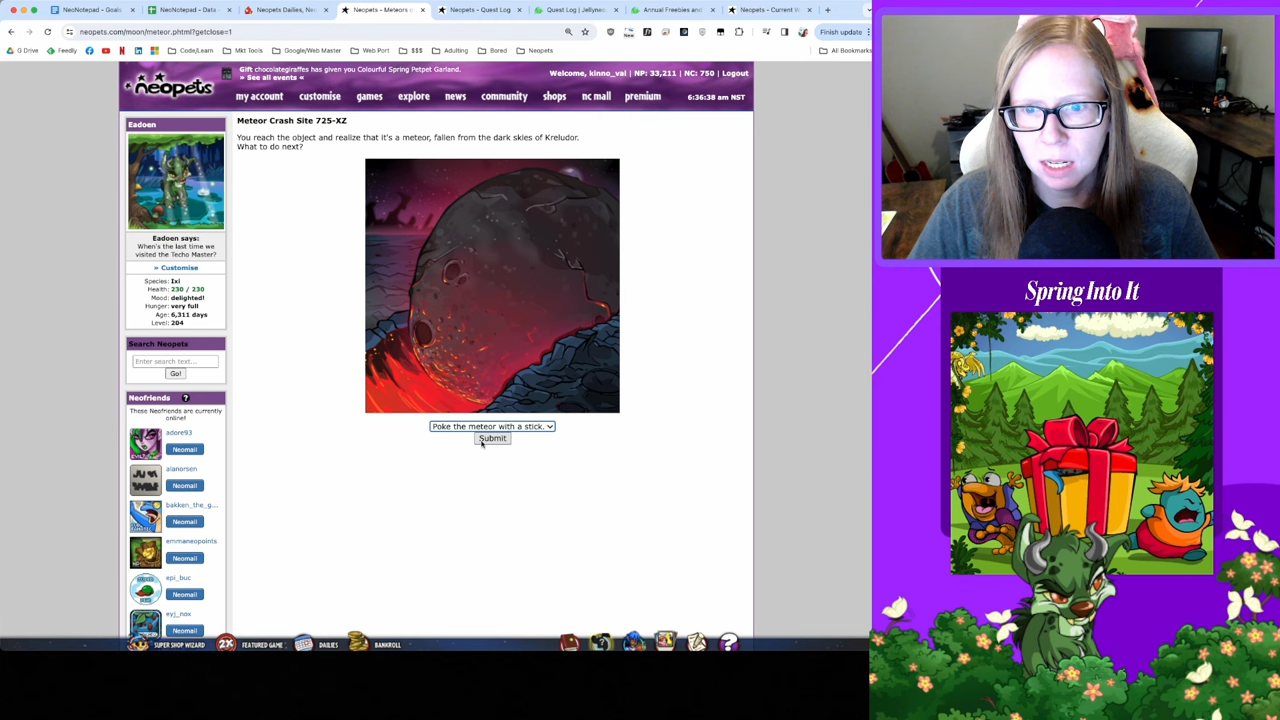 NeoNotepad - Goals
NeoNotepad - Data
Neopets Dailies, Neo
Neopets - Meteors
Neopets - Quest Log
Quest Log | Jellyneo
Annual Freebies and
Neopets - Current
neopets.com/moon/meteor.phtml?getclose=1
Finish update
G Drive
Feedly
Code/Learn
Mkt Tools
Google/Web Master
Web Port
$$$
Adulting
Bored
Neopets
All Bookmarks
neopets
Gift chocolategiraffes has given you Colourful Spring Petpet Garland.
» See all events «
Welcome, kinno_val | NP: 33,211 | NC: 750 | Logout
my account
customise
games
explore
news
community
shops
nc mall
premium
6:36:38 am NST
Eadoen
Eadoen says:
When's the last time we
visited the Techo Master?
» Customise
Species: Ixi
Health: 230 / 230
Mood: delighted!
Hunger: very full
Age: 6,311 days
Level: 204
Search Neopets
Enter search text...
Go!
Neofriends ?
These Neofriends are currently
online!
adore93
Neomail
alanorsen
Neomail
bakken_the_g...
Neomail
emmaneopoints
Neomail
epi_buc
Neomail
eyj_nox
Neomail
Meteor Crash Site 725-XZ
You reach the object and realize that it's a meteor, fallen from the dark skies of Kreludor.
What to do next?
Poke the meteor with a stick.
Submit
SUPER SHOP WIZARD
2X
FEATURED GAME
DAILIES
BANKROLL
?
Spring Into It